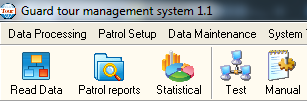 Guard tour management system 1.1
Data Processing Patrol Setup Data Maintenance System
Read Data Patrol reports Statistical Test Manual